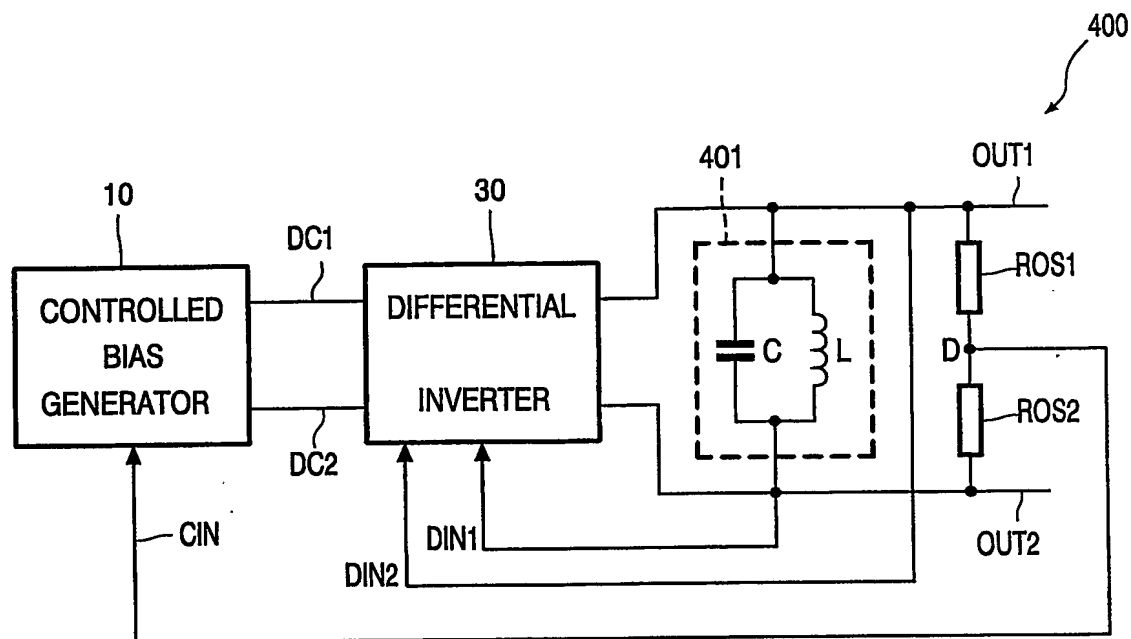 400
401
OUT1
10
30
DC1
ROS1
CONTROLLED
BIAS
GENERATOR
DIFFERENTIAL
INVERTER
C
L
D
ROS2
DC2
CIN
DIN1
DIN2
OUT2